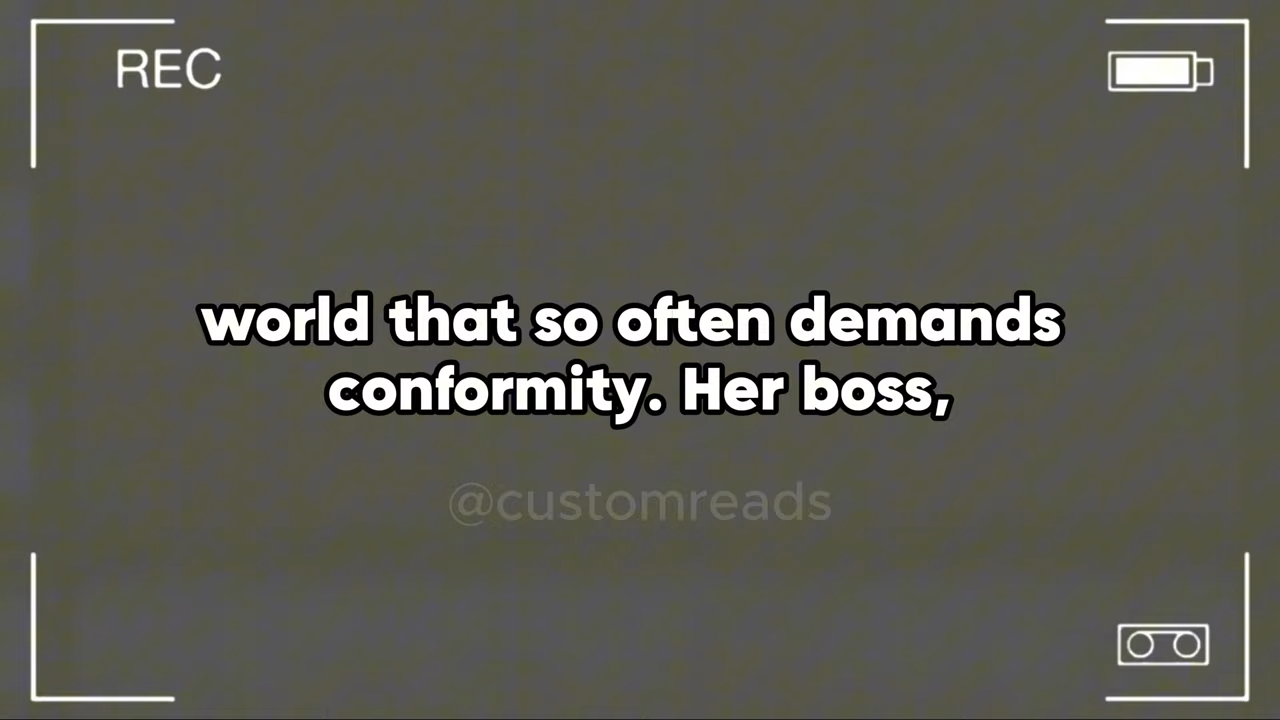 REC
world that so often demands
conformity. Her boss,
@customreads